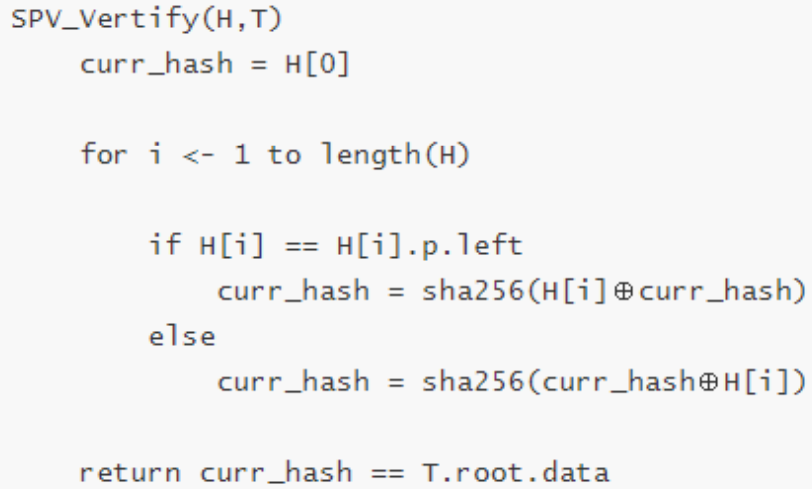 SPV_Vertify(H,T)
curr_hash = H[0]
for i <- 1 to length(H)
if H[i] == H[i].p.left
curr_hash = sha256(H[i]⊕curr_hash)
else
curr_hash = sha256(curr_hash⊕H[i])
return curr_hash == T.root.data